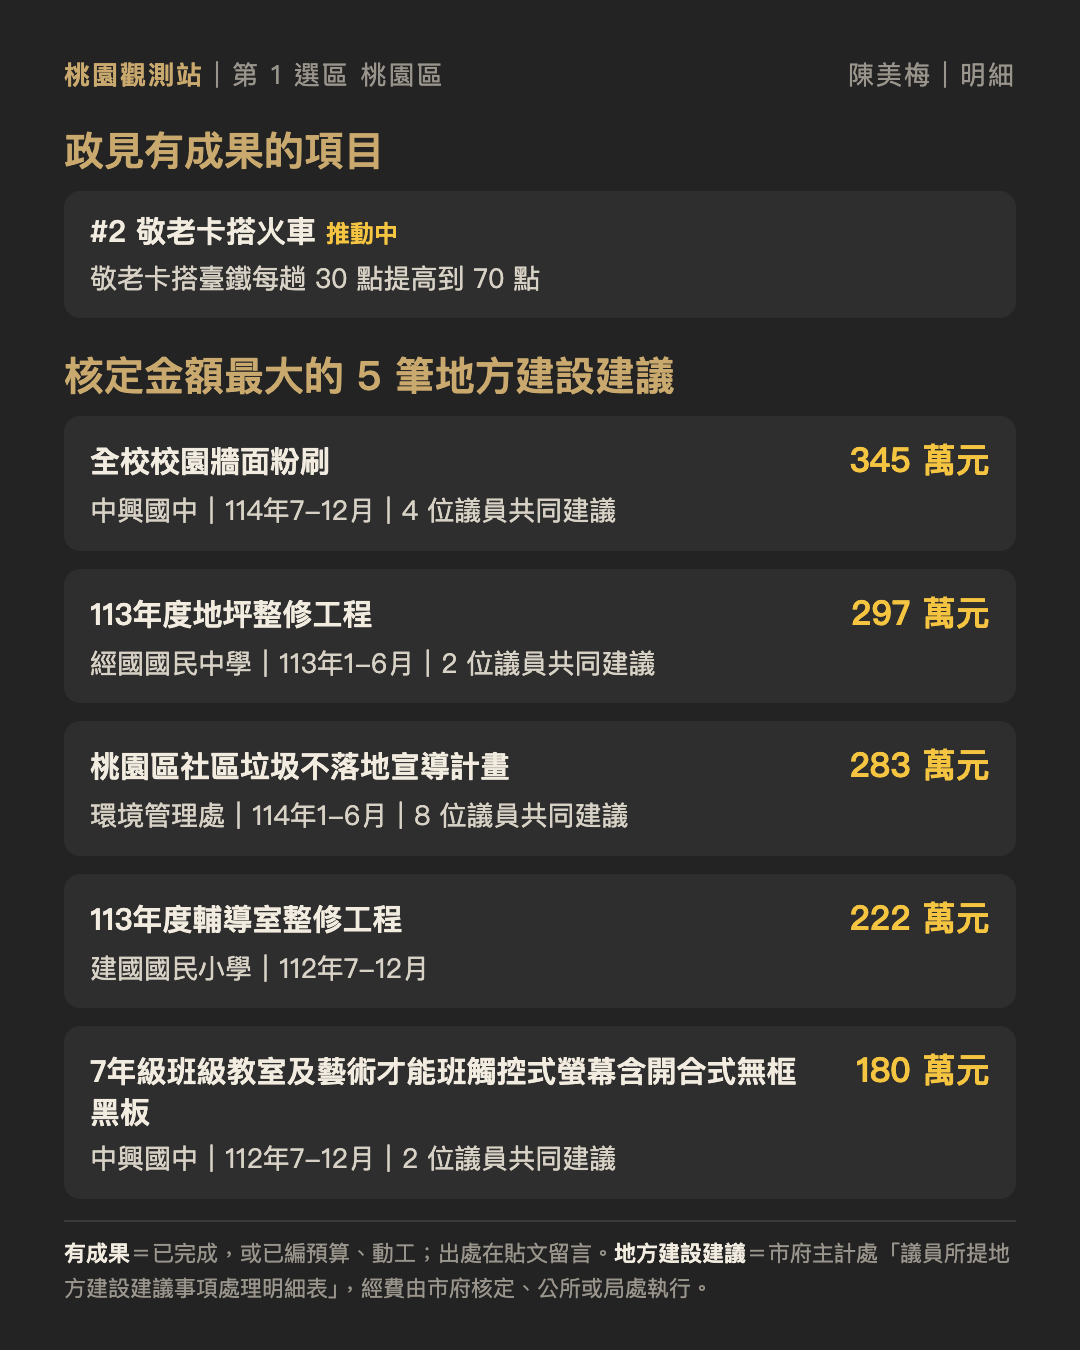 桃園觀測站｜第 1 選區 桃園區
陳美梅｜明細
政見有成果的項目
#2 敬老卡搭火車 推動中
敬老卡搭臺鐵每趟 30 點提高到 70 點
核定金額最大的 5 筆地方建設建議
全校校園牆面粉刷
345 萬元
中興國中｜114年7–12月｜4 位議員共同建議
113年度地坪整修工程
297 萬元
經國國民中學｜113年1–6月｜2 位議員共同建議
桃園區社區垃圾不落地宣導計畫
283 萬元
環境管理處｜114年1–6月｜8 位議員共同建議
113年度輔導室整修工程
222 萬元
建國國民小學｜112年7–12月
7年級班級教室及藝術才能班觸控式螢幕含開合式無框
黑板
180 萬元
中興國中｜112年7–12月｜2 位議員共同建議
有成果＝已完成，或已編預算、動工；出處在貼文留言。地方建設建議＝市府主計處「議員所提地
方建設建議事項處理明細表」，經費由市府核定、公所或局處執行。